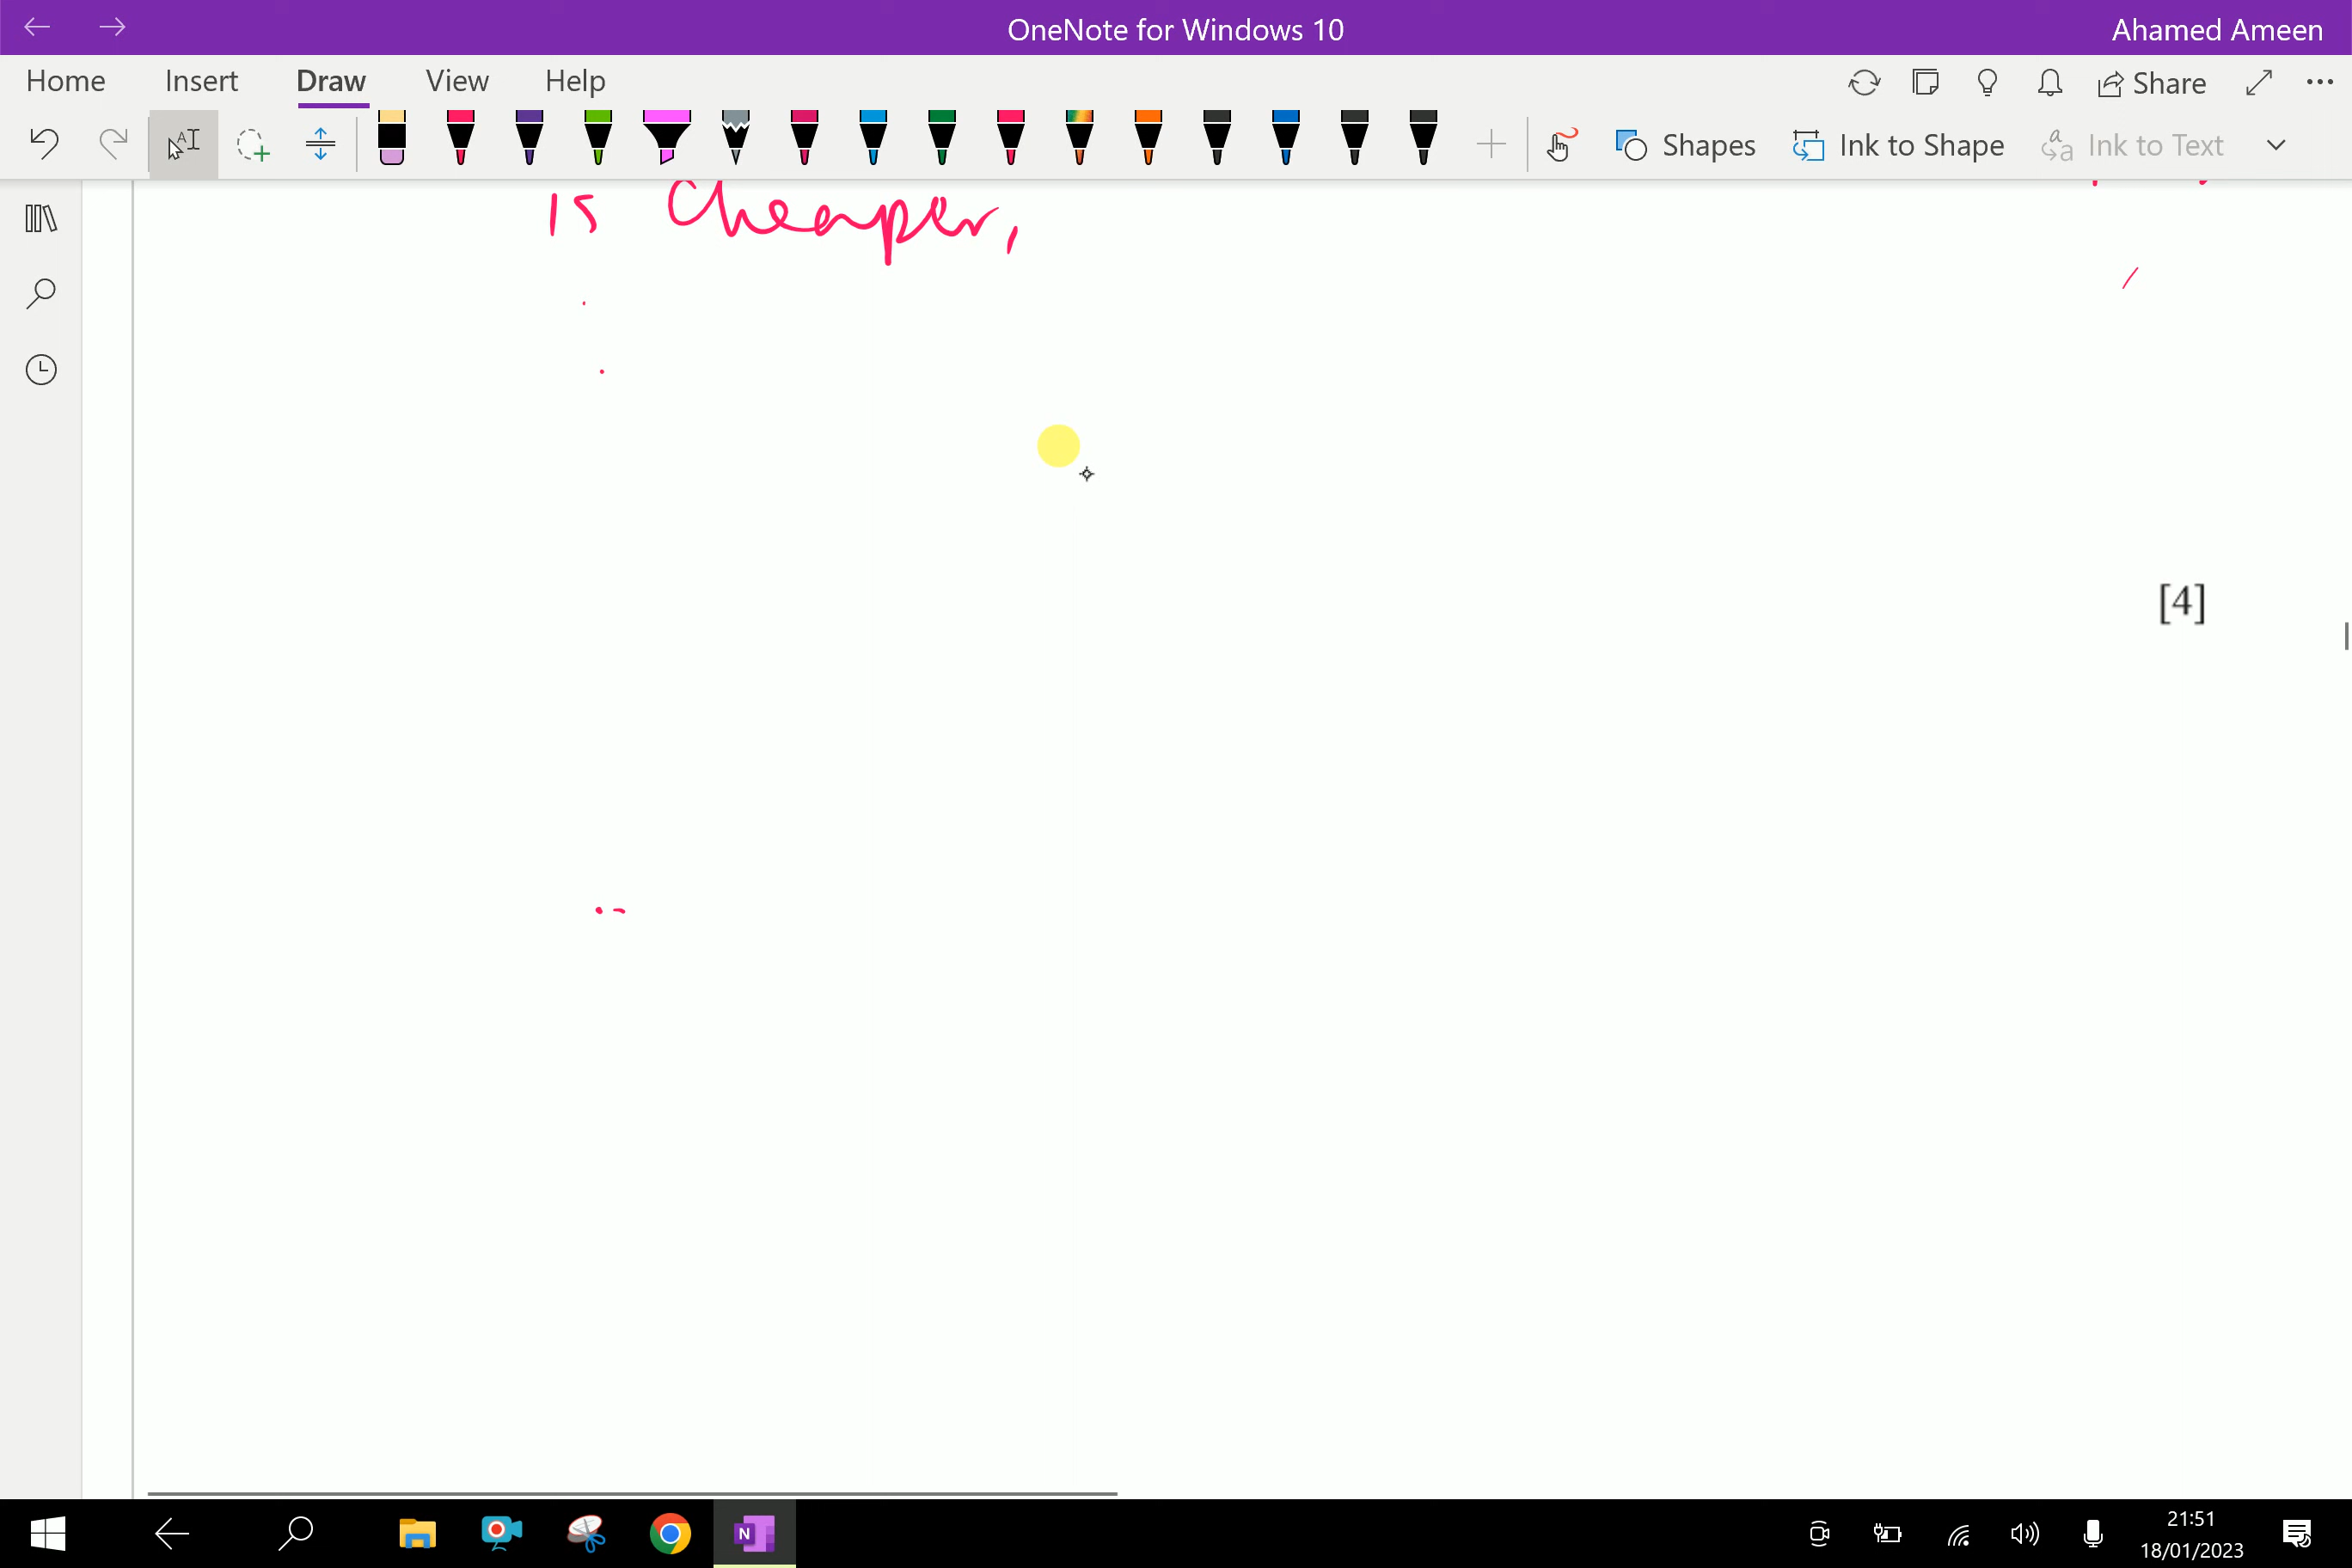 OneNote for Windows 10
Ahamed Ameen
Home Insert Draw View Help
Share
Shapes Ink to Shape Ink to Text
is Cheaper,
[4]
21:51
18/01/2023